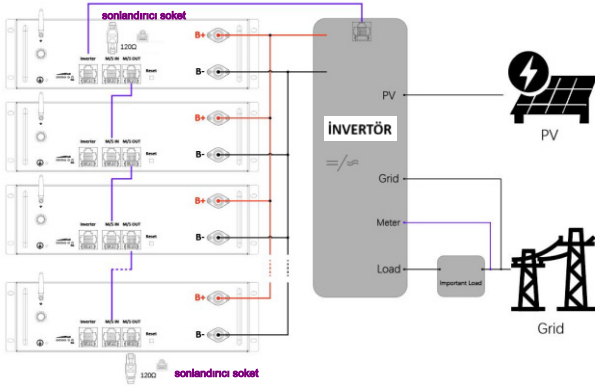 sonlandırıcı soket
120Ω
Inverter M/S IN M/S OUT Reset
B+
B-
Inverter M/S IN M/S OUT Reset
B+
B-
Inverter M/S IN M/S OUT Reset
B+
B-
Inverter M/S IN M/S OUT Reset
B+
B-
120Ω
sonlandırıcı soket
PV
İNVERTÖR
=/≂
Grid
Meter
Load
Important Load
PV
Grid